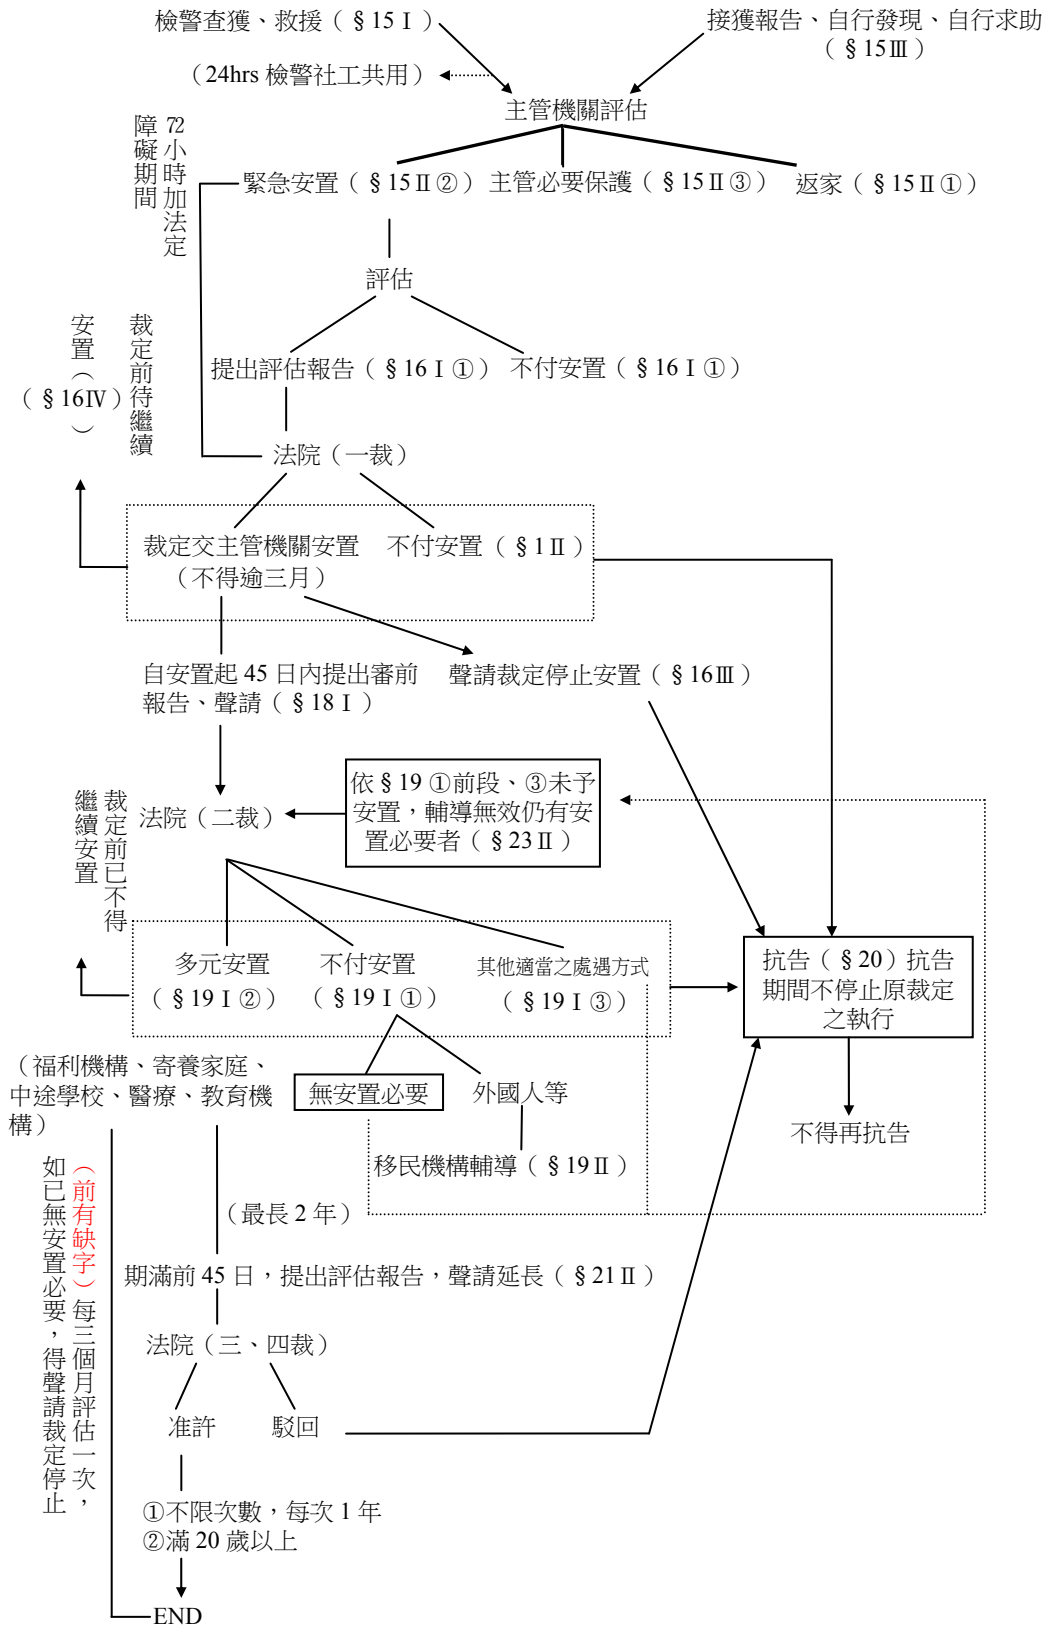 檢警查獲、救援（§15Ⅰ）
接獲報告、自行發現、自行求助
（§15Ⅲ）
（24hrs 檢警社工共用）
主管機關評估
72小時加法定
障礙期間
緊急安置（§15Ⅱ②）
主管必要保護（§15Ⅱ③）
返家（§15Ⅱ①）
評估
裁定前待繼續
安置（§16Ⅳ）
提出評估報告（§16Ⅰ①）
不付安置（§16Ⅰ①）
法院（一裁）
裁定交主管機關安置
（不得逾三月）
不付安置（§1Ⅱ）
自安置起 45 日內提出審前
報告、聲請（§18Ⅰ）
聲請裁定停止安置（§16Ⅲ）
裁定前已不得
繼續安置
法院（二裁）
依§19 ①前段、③未予
安置，輔導無效仍有安
置必要者（§23Ⅱ）
多元安置
（§19Ⅰ②）
不付安置
（§19Ⅰ①）
其他適當之處遇方式
（§19Ⅰ③）
抗告（§20）抗告
期間不停止原裁定
之執行
（福利機構、寄養家庭、
中途學校、醫療、教育機
構）
無安置必要
外國人等
不得再抗告
移民機構輔導（§19Ⅱ）
（前有缺字）每三個月評估一次，
如已無安置必要，得聲請裁定停止
（最長 2 年）
期滿前 45 日，提出評估報告，聲請延長（§21Ⅱ）
法院（三、四裁）
准許
駁回
①不限次數，每次 1 年
②滿 20 歲以上
END